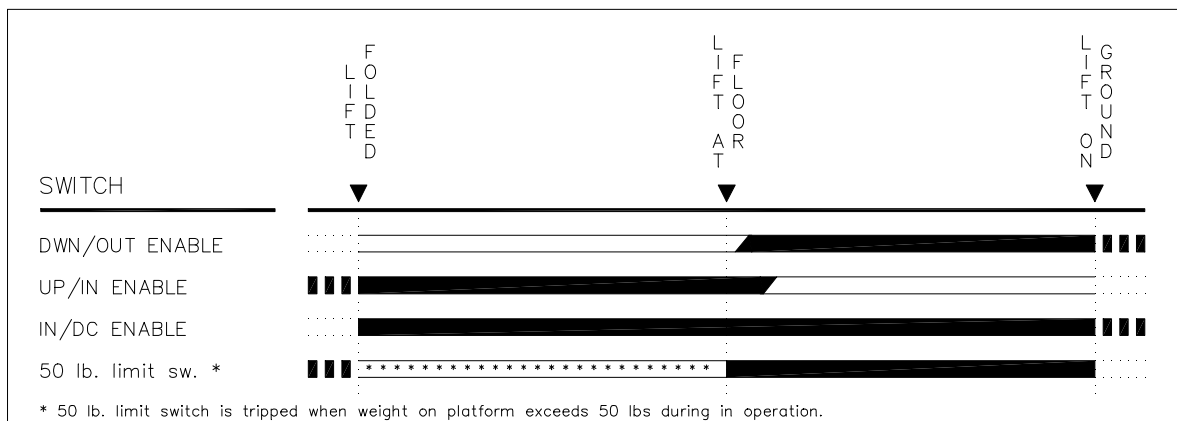 LIFT FOLDED
LIFT AT FLOOR
LIFT ON GROUND
SWITCH
DWN/OUT ENABLE
UP/IN ENABLE
IN/DC ENABLE
50 lb. limit sw. *
* * * * * * * * * * * * * * * * * * * * * * * *
* 50 lb. limit switch is tripped when weight on platform exceeds 50 lbs during in operation.